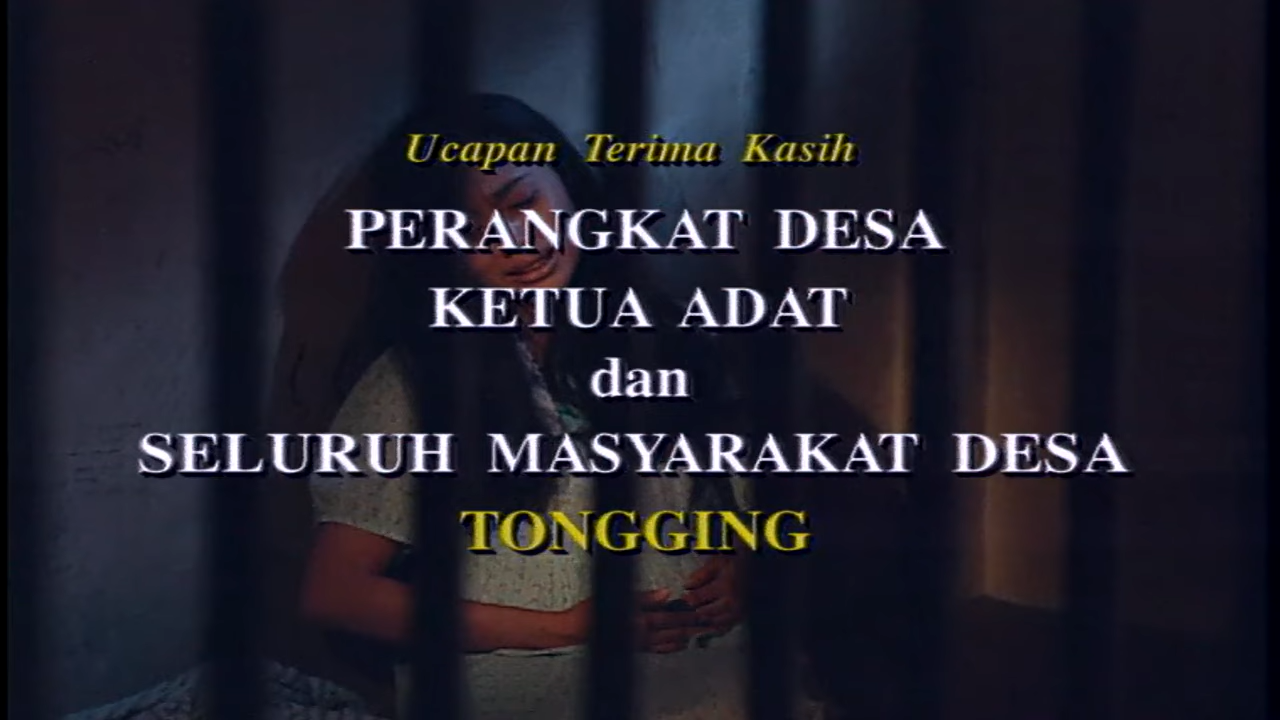 Ucapan Terima Kasih
PERANGKAT DESA
KETUA ADAT
dan
SELURUH MASYARAKAT DESA
TONGGING